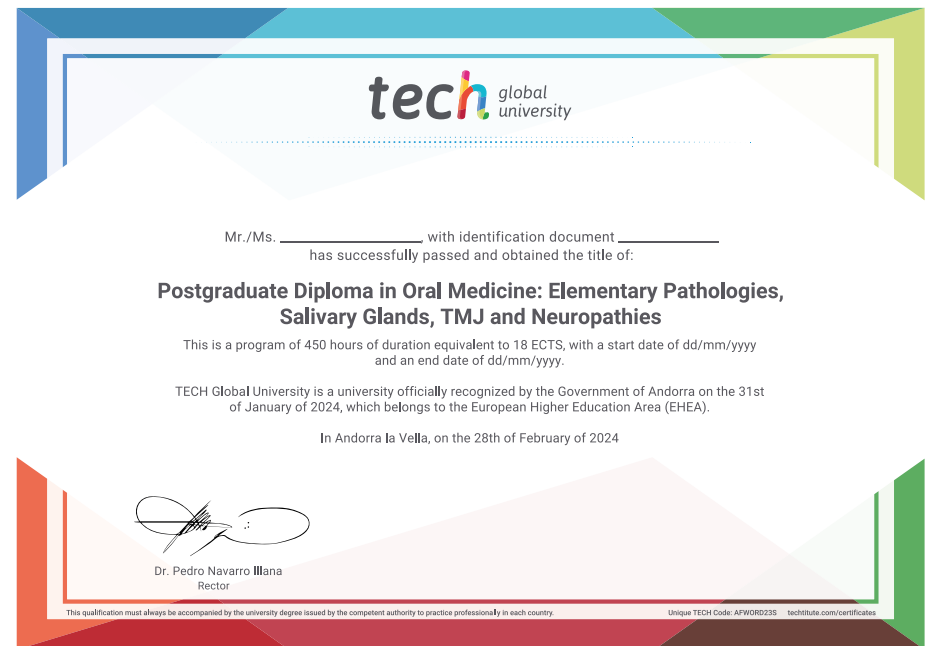 tech global
university
Mr./Ms. ____________, with identification document ____________
has successfully passed and obtained the title of:
Postgraduate Diploma in Oral Medicine: Elementary Pathologies,
Salivary Glands, TMJ and Neuropathies
This is a program of 450 hours of duration equivalent to 18 ECTS, with a start date of dd/mm/yyyy
and an end date of dd/mm/yyyy.
TECH Global University is a university officially recognized by the Government of Andorra on the 31st
of January of 2024, which belongs to the European Higher Education Area (EHEA).
In Andorra la Vella, on the 28th of February of 2024
Dr. Pedro Navarro Illana
Rector
This qualification must always be accompanied by the university degree issued by the competent authority to practice professionally in each country.
Unique TECH Code: AFWORD23S techtitute.com/certificates